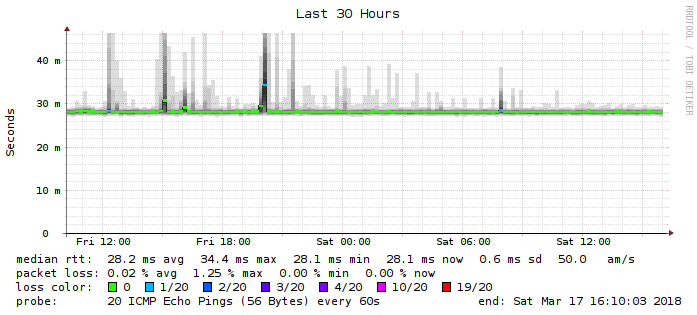 Last 30 Hours
RRDTOOL / TOBI OETIKER
Seconds
40 m
30 m
20 m
10 m
0
Fri 12:00 Fri 18:00 Sat 00:00 Sat 06:00 Sat 12:00
median rtt: 28.2 ms avg 34.4 ms max 28.1 ms min 28.1 ms now 0.6 ms sd 50.0 am/s
packet loss: 0.02 % avg 1.25 % max 0.00 % min 0.00 % now
loss color: 0 1/20 2/20 3/20 4/20 10/20 19/20
probe: 20 ICMP Echo Pings (56 Bytes) every 60s end: Sat Mar 17 16:10:03 2018